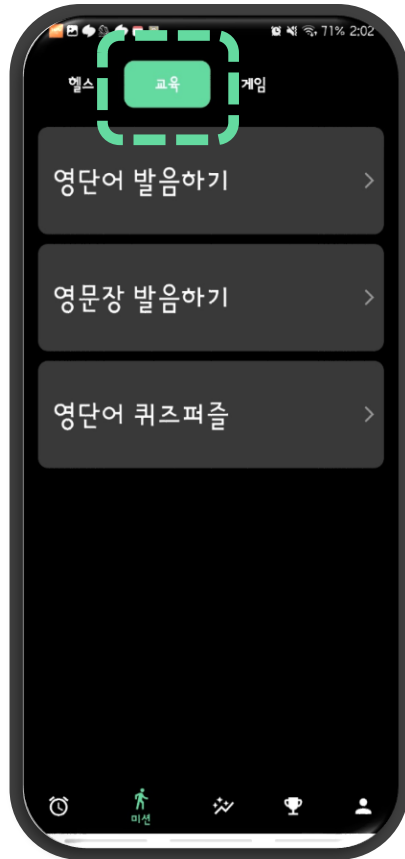 71% 2:02
헬스 교육 게임
영단어 발음하기
영문장 발음하기
영단어 퀴즈퍼즐
미션